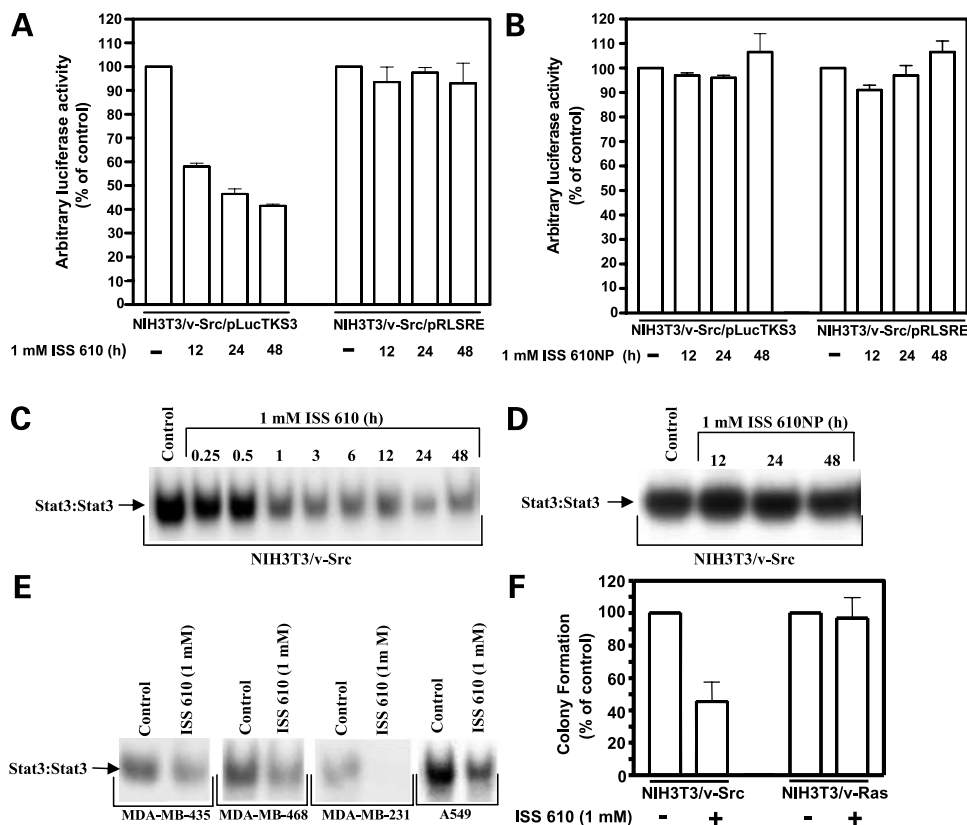 A
Arbitrary luciferase activity
(% of control)
120
110
100
90
80
70
60
50
40
30
20
10
0
NIH3T3/v-Src/pLucTKS3 NIH3T3/v-Src/pRLSRE
1 mM ISS 610 (h) – 12 24 48 – 12 24 48
B
Arbitrary luciferase activity
(% of control)
120
110
100
90
80
70
60
50
40
30
20
10
0
NIH3T3/v-Src/pLucTKS3 NIH3T3/v-Src/pRLSRE
1 mM ISS 610NP (h) – 12 24 48 – 12 24 48
C
Control
1 mM ISS 610 (h)
0.25 0.5 1 3 6 12 24 48
Stat3:Stat3
NIH3T3/v-Src
D
Control
1 mM ISS 610NP (h)
12 24 48
Stat3:Stat3
NIH3T3/v-Src
E
Control
ISS 610 (1 mM)
Control
ISS 610 (1 mM)
Control
ISS 610 (1m M)
Control
ISS 610 (1 mM)
Stat3:Stat3
MDA-MB-435 MDA-MB-468 MDA-MB-231 A549
F
Colony Formation
(% of control)
120
100
80
60
40
20
0
NIH3T3/v-Src NIH3T3/v-Ras
ISS 610 (1 mM) - + - +